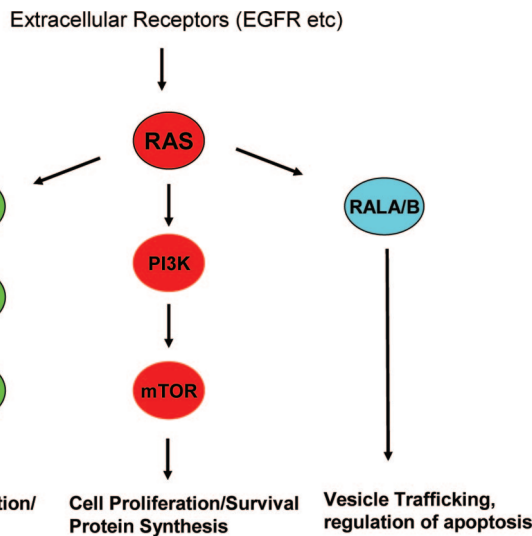 Extracellular Receptors (EGFR etc)
RAS
RALA/B
PI3K
mTOR
tion/
Cell Proliferation/Survival
Protein Synthesis
Vesicle Trafficking,
regulation of apoptosis